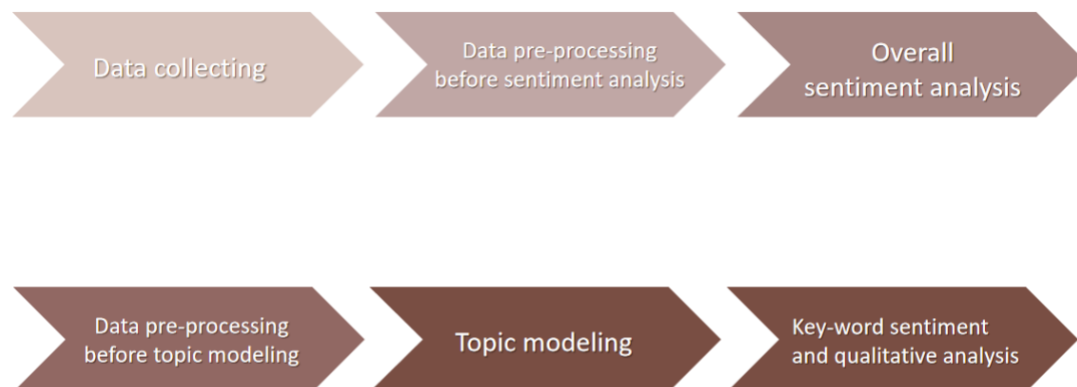 Data collecting
Data pre-processing
before sentiment analysis
Overall
sentiment analysis
Data pre-processing
before topic modeling
Topic modeling
Key-word sentiment
and qualitative analysis